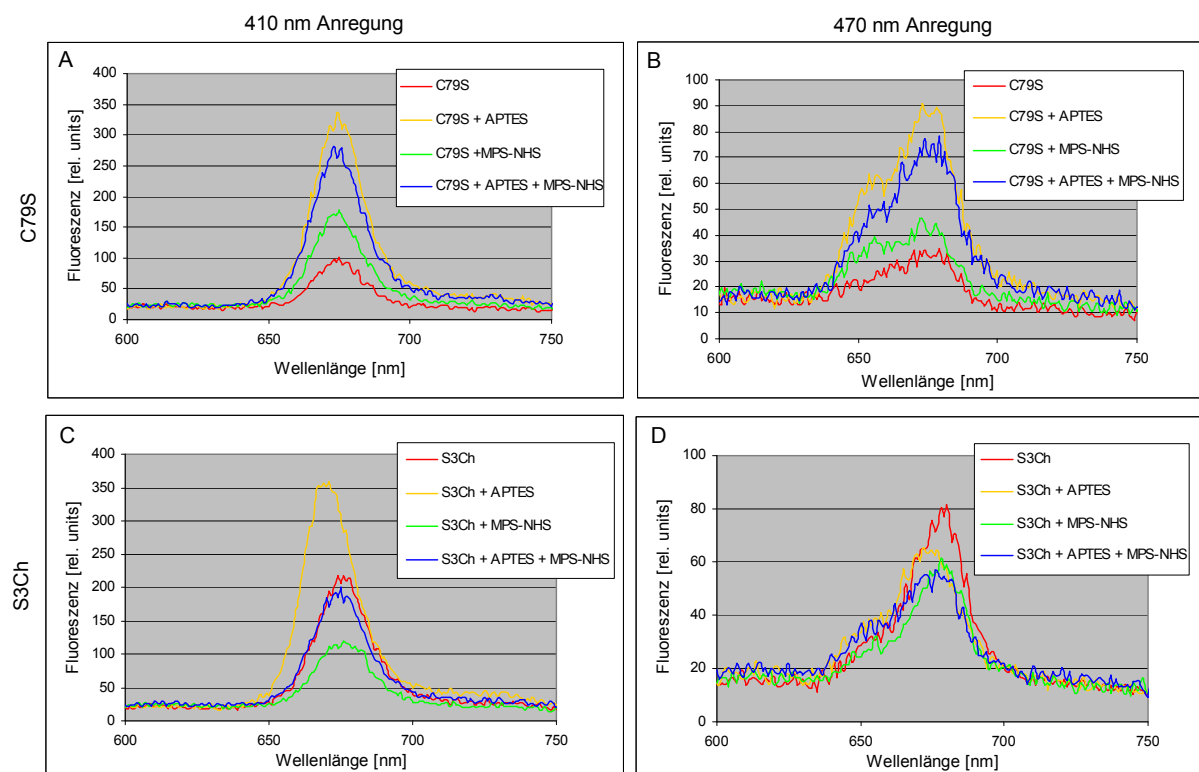 410 nm Anregung
470 nm Anregung
C79S
S3Ch
A
Fluoreszenz [rel. units]
400
350
300
250
200
150
100
50
0
600
650
700
750
Wellenlänge [nm]
C79S
C79S + APTES
C79S +MPS-NHS
C79S + APTES + MPS-NHS
B
Fluoreszenz [rel. units]
100
90
80
70
60
50
40
30
20
10
0
600
650
700
750
Wellenlänge [nm]
C79S
C79S + APTES
C79S + MPS-NHS
C79S + APTES + MPS-NHS
C
Fluoreszenz [rel. units]
400
350
300
250
200
150
100
50
0
600
650
700
750
Wellenlänge [nm]
S3Ch
S3Ch + APTES
S3Ch + MPS-NHS
S3Ch + APTES + MPS-NHS
D
Fluoreszenz [rel. units]
100
80
60
40
20
0
600
650
700
750
Wellenlänge [nm]
S3Ch
S3Ch + APTES
S3Ch + MPS-NHS
S3Ch + APTES + MPS-NHS